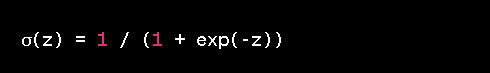 σ(z) = 1 / (1 + exp(-z))